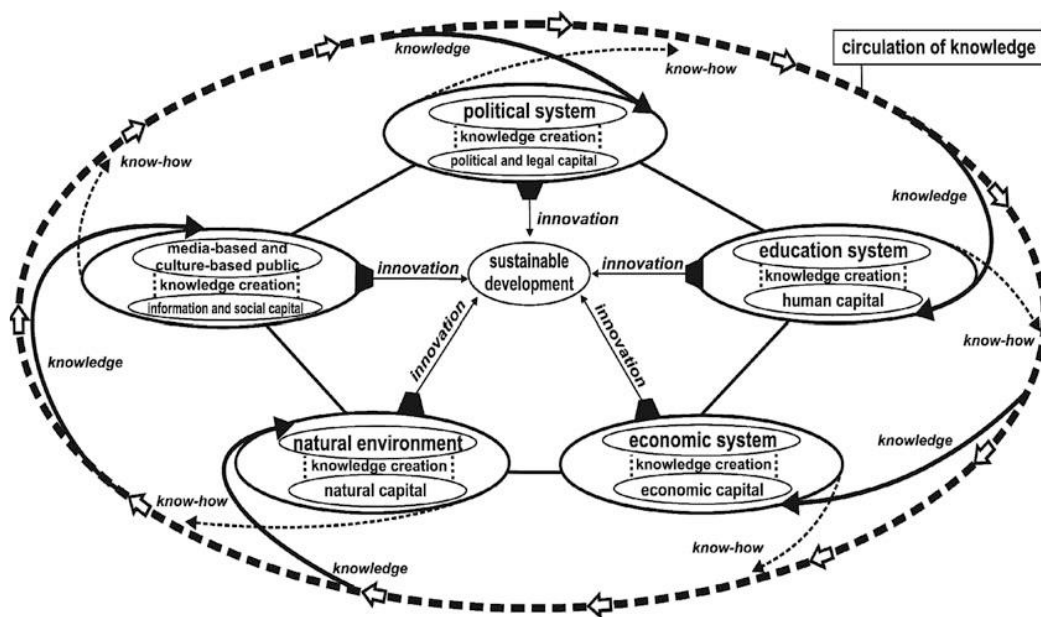 knowledge
know-how
circulation of knowledge
political system
knowledge creation
political and legal capital
know-how
knowledge
innovation
media-based and
culture-based public
knowledge creation
information and social capital
innovation
sustainable
development
innovation
education system
knowledge creation
human capital
know-how
knowledge
innovation
innovation
natural environment
knowledge creation
natural capital
economic system
knowledge creation
economic capital
knowledge
know-how
know-how
knowledge